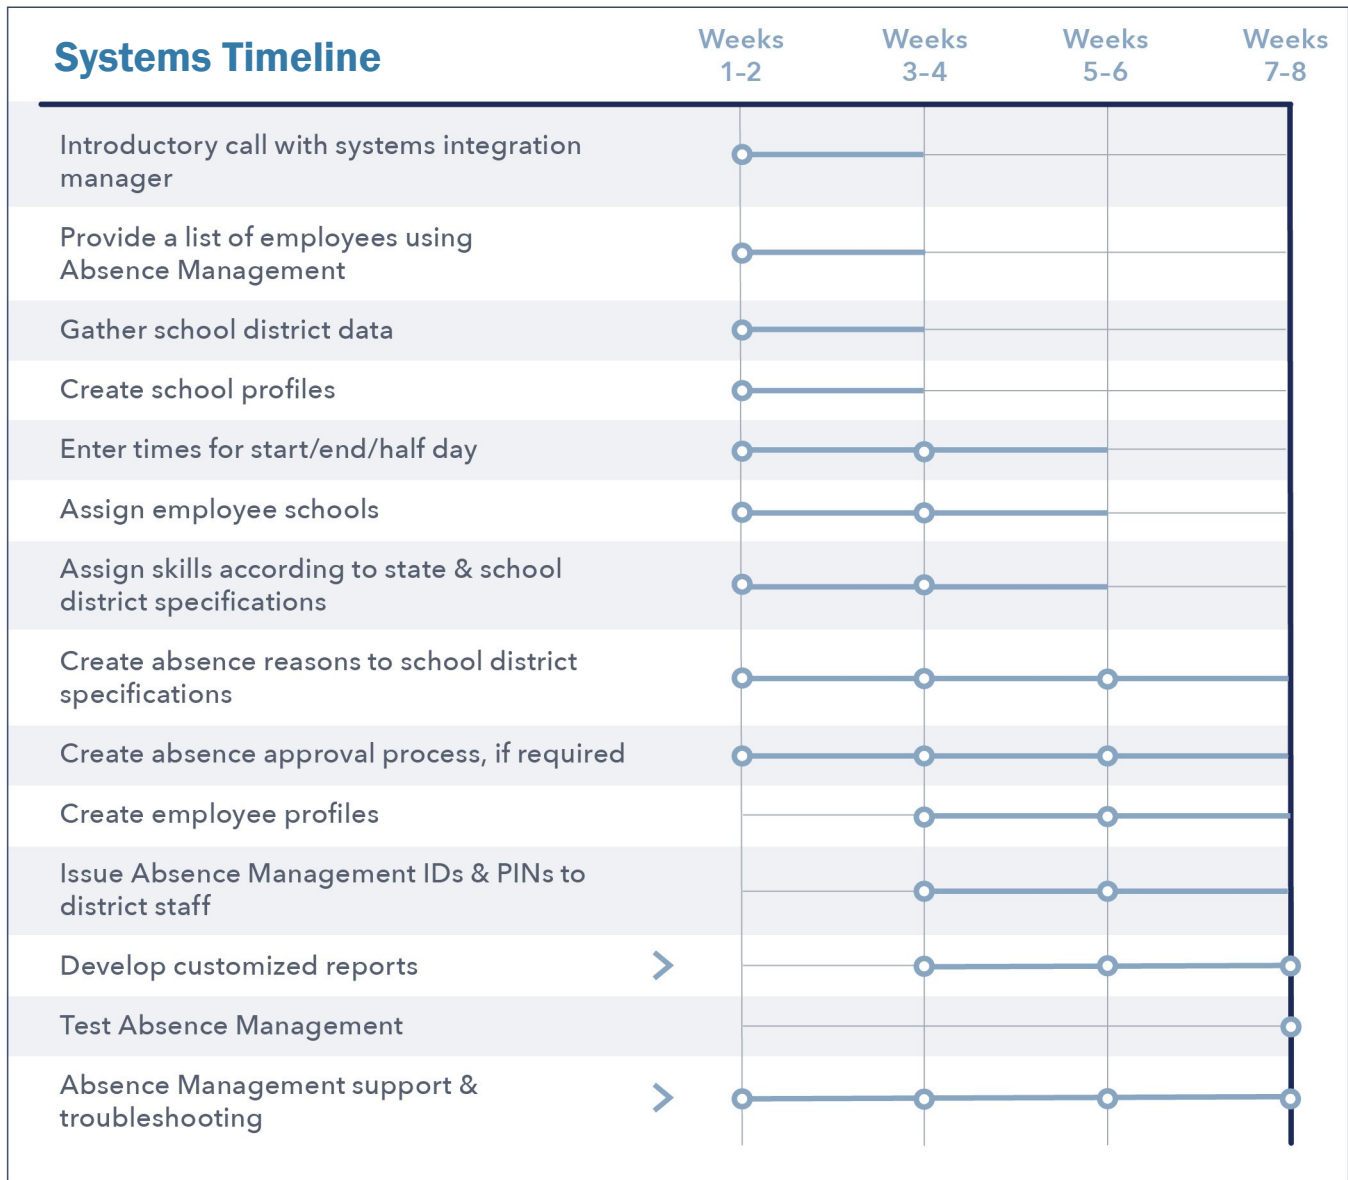 Systems Timeline
Weeks
1–2
Weeks
3–4
Weeks
5–6
Weeks
7–8
Introductory call with systems integration
manager
Provide a list of employees using
Absence Management
Gather school district data
Create school profiles
Enter times for start/end/half day
Assign employee schools
Assign skills according to state & school
district specifications
Create absence reasons to school district
specifications
Create absence approval process, if required
Create employee profiles
Issue Absence Management IDs & PINs to
district staff
Develop customized reports
Test Absence Management
Absence Management support &
troubleshooting